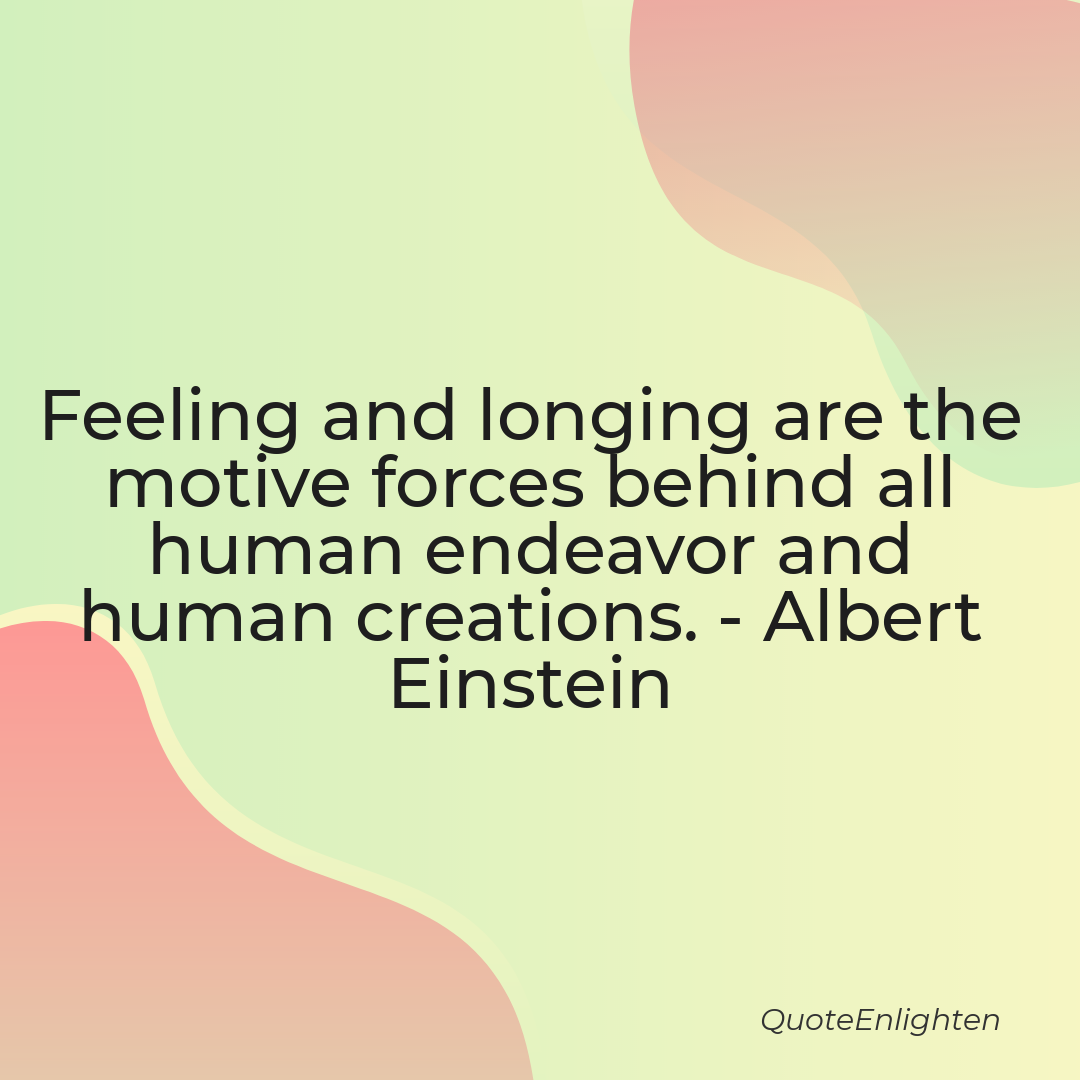 Feeling and longing are the
motive forces behind all
human endeavor and
human creations. - Albert
Einstein
QuoteEnlighten